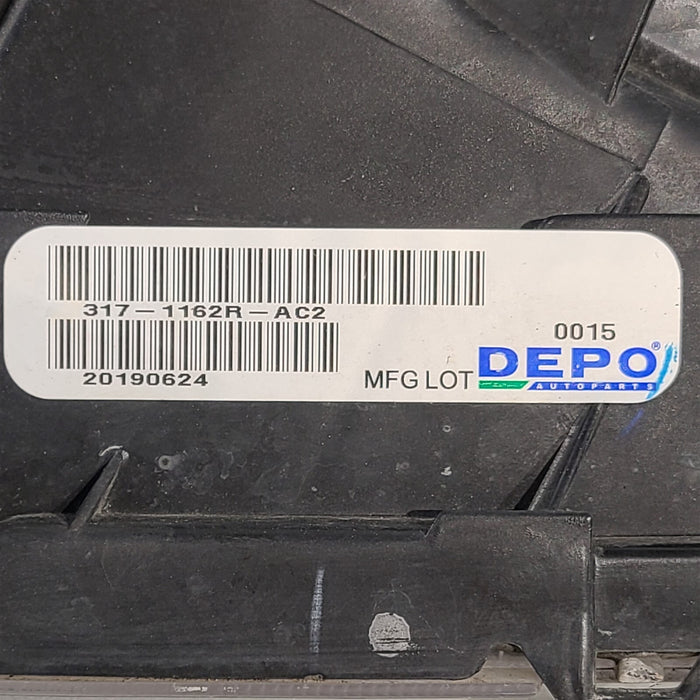 317-1162R-AC2
20190624
0015
MFG LOT
DEPO®
AUTOPARTS